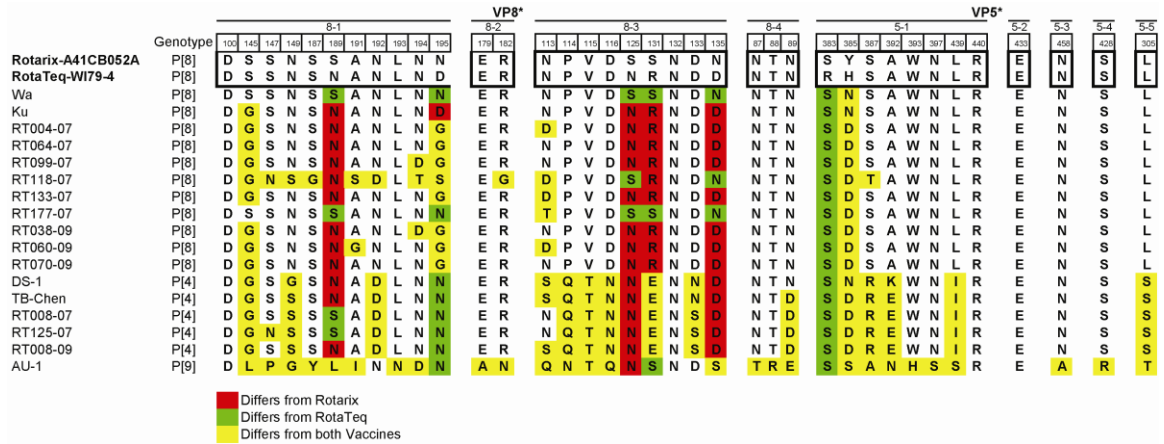 VP8* VP5*
8-1 8-2 8-3 8-4 5-1 5-2 5-3 5-4 5-5
Genotype 100 145 147 149 187 189 191 192 193 194 195 179 182 113 114 115 116 125 131 132 133 135 87 88 89 383 385 387 392 393 397 439 440 433 458 428 305
Rotarix-A41CB052A P[8] D S S N S S A N L N N E R N P V D S S N D N N T N S Y S A W N L R E N S L
RotaTeq-WI79-4 P[8] D S S N S N A N L N D E R N P V D N R N D D N T N R H S A W N L R E N S L
Wa P[8] D S S N S S A N L N N E R N P V D S S N D N N T N S N S A W N L R E N S L
Ku P[8] D G S N S N A N L N D E R N P V D N R N D D N T N S N S A W N L R E N S L
RT004-07 P[8] D G S N S N A N L N G E R D P V D N R N D D N T N S D S A W N L R E N S L
RT064-07 P[8] D G S N S N A N L N G E R N P V D N R N D D N T N S D S A W N L R E N S L
RT099-07 P[8] D G S N S N A N L D G E R N P V D N R N D D N T N S D S A W N L R E N S L
RT118-07 P[8] D G N S G N S D L T S E G D P V D S R N D N N T N S D T A W N L R E N S L
RT133-07 P[8] D G S N S N A N L N G E R D P V D N R N D D N T N S D S A W N L R E N S L
RT177-07 P[8] D S S N S S A N L N N E R T P V D S S N D N N T N S D S A W N L R E N S L
RT038-09 P[8] D G S N S N A N L D G E R N P V D N R N D D N T N S D S A W N L R E N S L
RT060-09 P[8] D G S N S N G N L N G E R D P V D N R N D D N T N S D S A W N L R E N S L
RT070-09 P[8] D G S N S N A N L N G E R N P V D N R N D D N T N S D S A W N L R E N S L
DS-1 P[4] D G S G S N A D L N N E R S Q T N N E N N D N T N S N R K W N I R E N S S
TB-Chen P[4] D G S S S N A D L N N E R S Q T N N E N N D N T D S D R E W N I R E N S S
RT008-07 P[4] D G S S S S A D L N N E R N Q T N N E N S D N T D S D R E W N I R E N S S
RT125-07 P[4] D G N S S S A D L N N E R N Q T N N E N S D N T D S D R E W N I R E N S S
RT008-09 P[4] D G S S S N A D L N N E R S Q T N N E N S D N T D S D R E W N I R E N S S
AU-1 P[9] D L P G Y L I N N D N A N Q N T Q N S N D S T R E S S A N H S S R E A R T
Differs from Rotarix
Differs from RotaTeq
Differs from both Vaccines